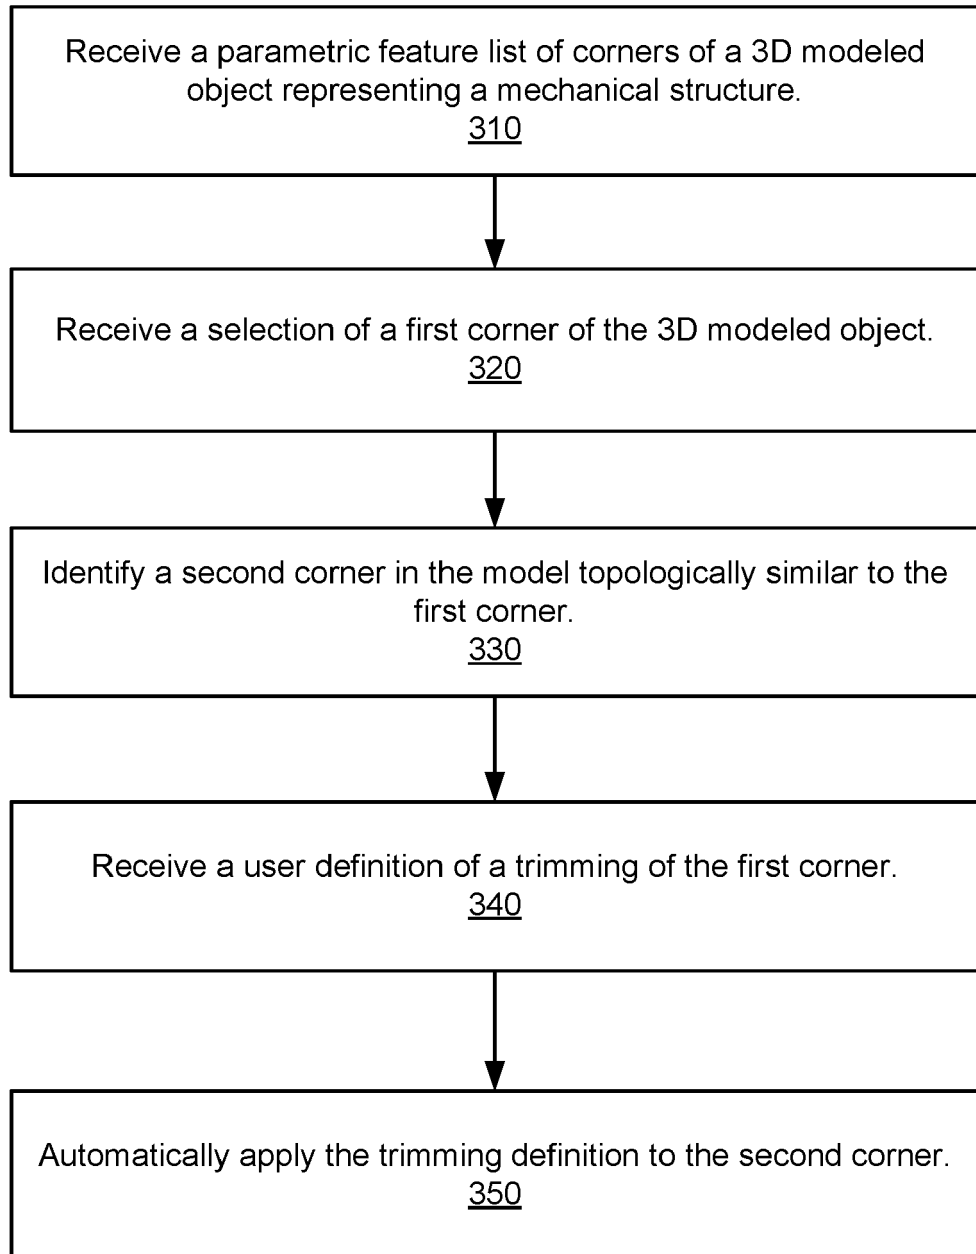 Receive a parametric feature list of corners of a 3D modeled
object representing a mechanical structure.
310
Receive a selection of a first corner of the 3D modeled object.
320
Identify a second corner in the model topologically similar to the
first corner.
330
Receive a user definition of a trimming of the first corner.
340
Automatically apply the trimming definition to the second corner.
350